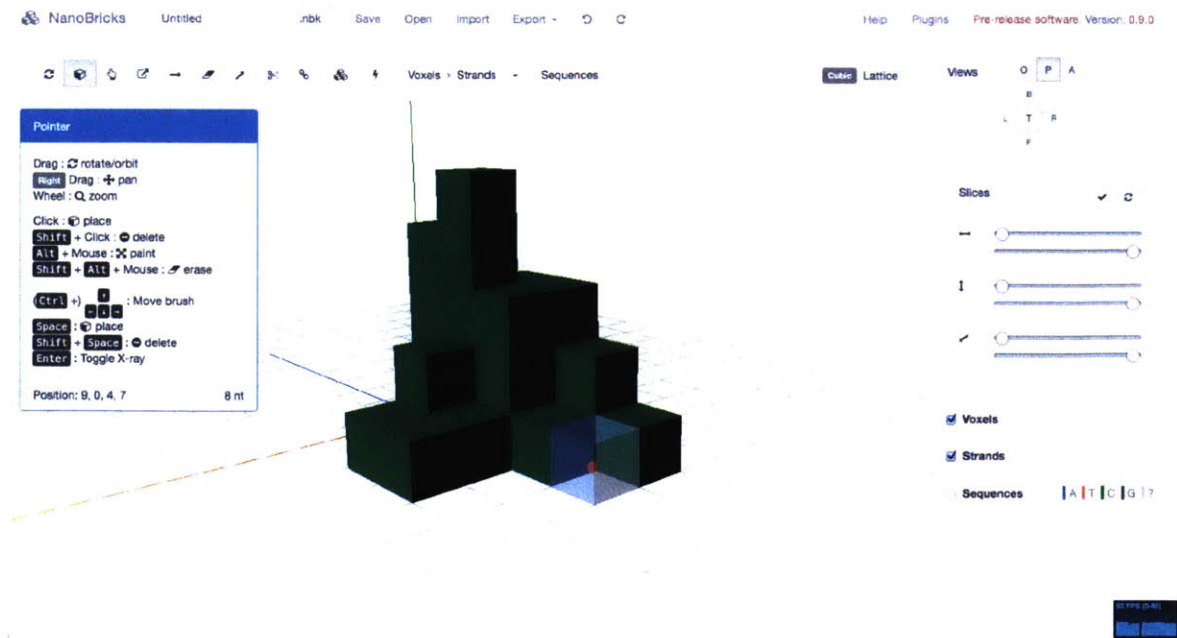 NanoBricks Untitled .nbk Save Open Import Export Help Plugins Pre-release software. Version: 0.9.0
Voxels › Strands - Sequences Cubic Lattice Views O P A
B
L T R
F
Pointer
Drag : rotate/orbit
Right Drag : pan
Wheel : zoom
Click : place
Shift + Click : delete
Alt + Mouse : paint
Shift + Alt + Mouse : erase
(Ctrl +) : Move brush
Space : place
Shift + Space : delete
Enter : Toggle X-ray
Position: 9, 0, 4, 7 8 nt
Slices
Voxels
Strands
Sequences A T C G ?